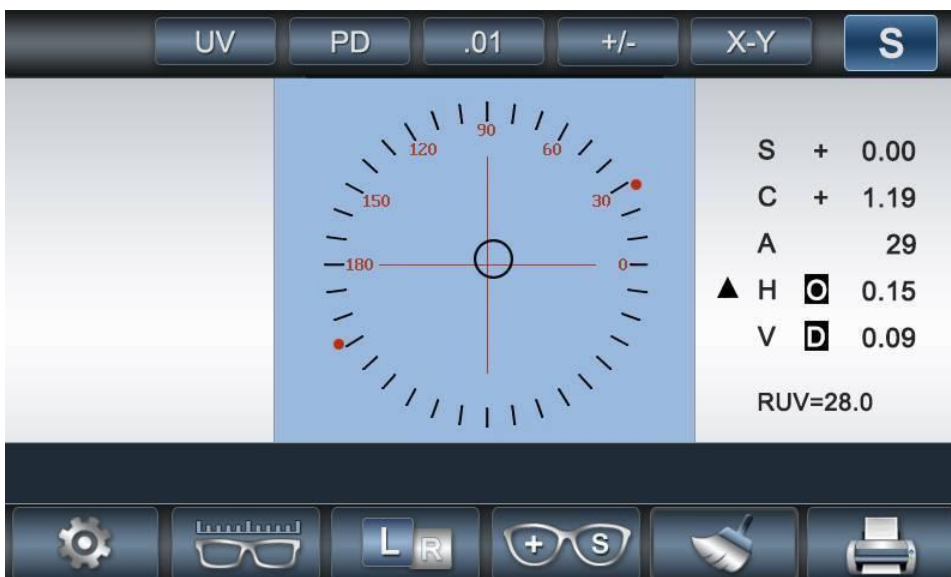 UV PD .01 +/- X-Y S
90
120 60
150 30
180 0
S + 0.00
C + 1.19
A 29
▲ H O 0.15
V D 0.09
RUV=28.0
L R + S